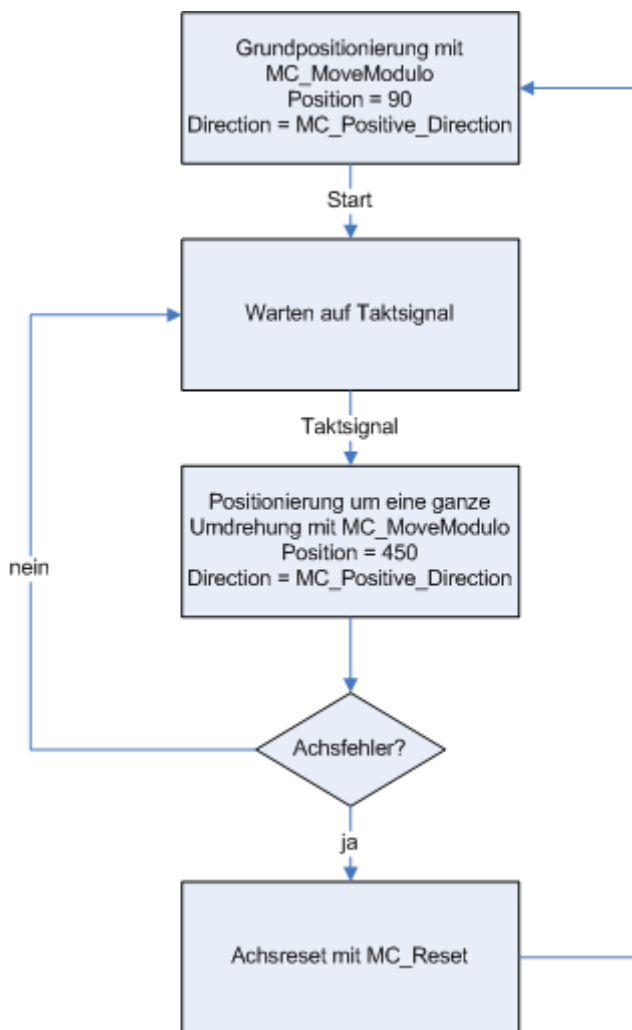 Grundpositionierung mit
MC_MoveModulo
Position = 90
Direction = MC_Positive_Direction
Start
Warten auf Taktsignal
Taktsignal
Positionierung um eine ganze
Umdrehung mit MC_MoveModulo
Position = 450
Direction = MC_Positive_Direction
nein
Achsfehler?
ja
Achsreset mit MC_Reset